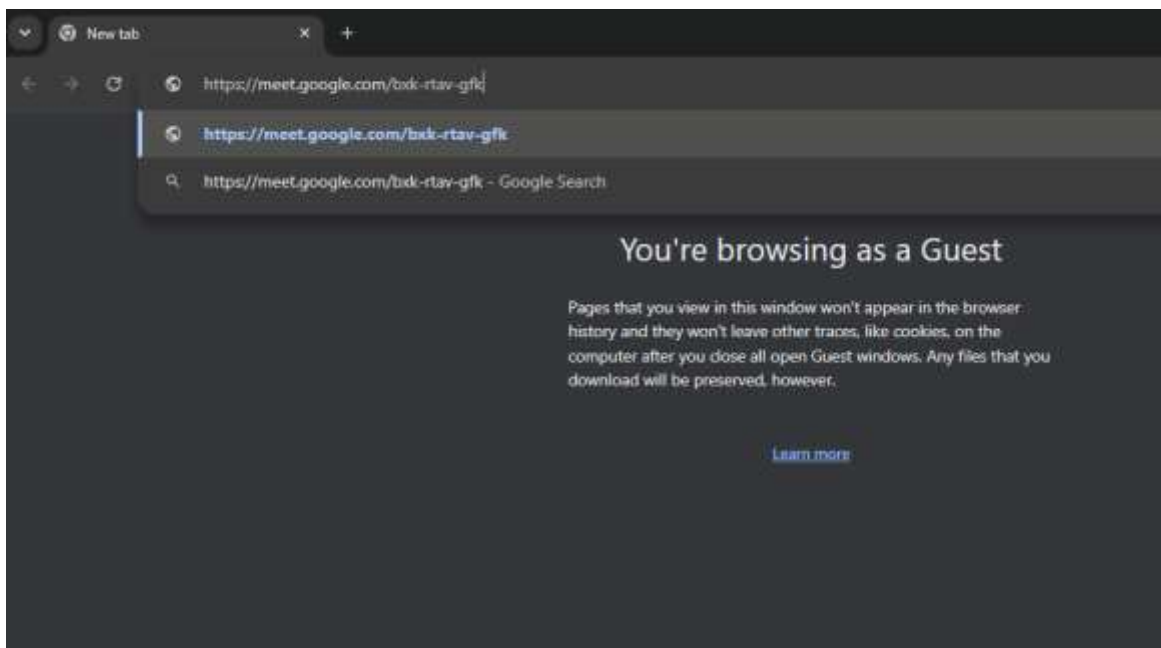 New tab
https://meet.google.com/bxk-rtav-gfk
https://meet.google.com/bxk-rtav-gfk
https://meet.google.com/bxk-rtav-gfk - Google Search
You're browsing as a Guest
Pages that you view in this window won't appear in the browser
history and they won't leave other traces, like cookies, on the
computer after you close all open Guest windows. Any files that you
download will be preserved, however.
Learn more